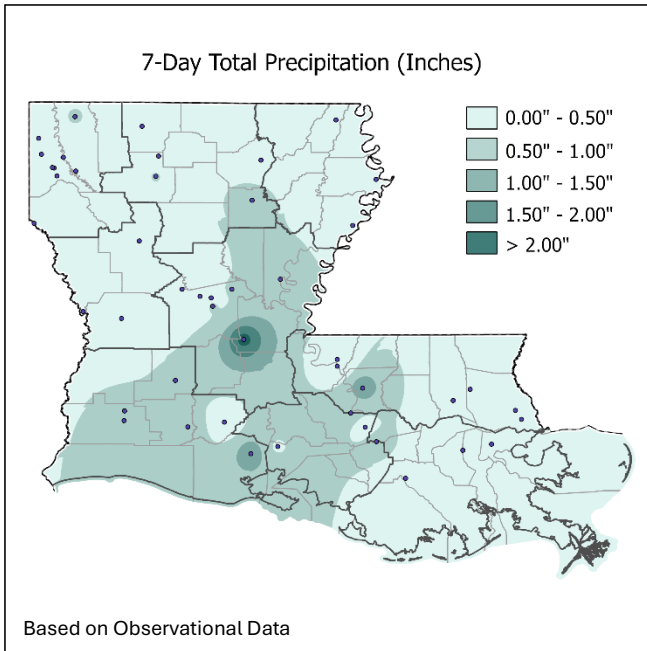 7-Day Total Precipitation (Inches)
0.00" - 0.50"
0.50" - 1.00"
1.00" - 1.50"
1.50" - 2.00"
> 2.00"
Based on Observational Data